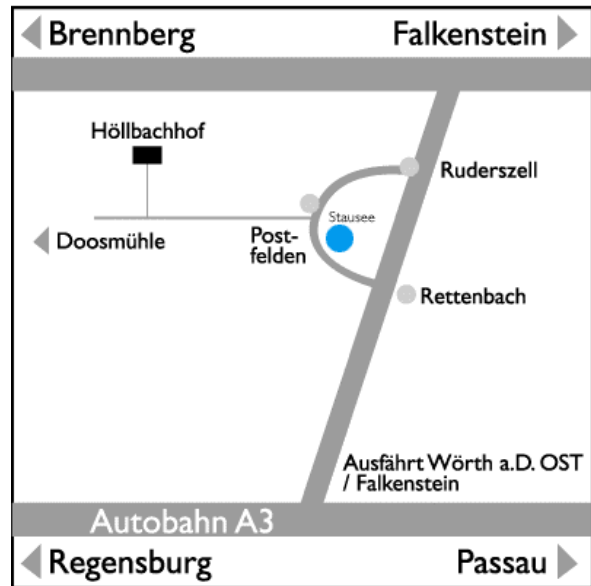 Brennberg
Falkenstein
Höllbachhof
Ruderszell
Stausee
Doosmühle
Post-
felden
Rettenbach
Ausfährt Wörth a.D. OST
/ Falkenstein
Autobahn A3
Regensburg
Passau